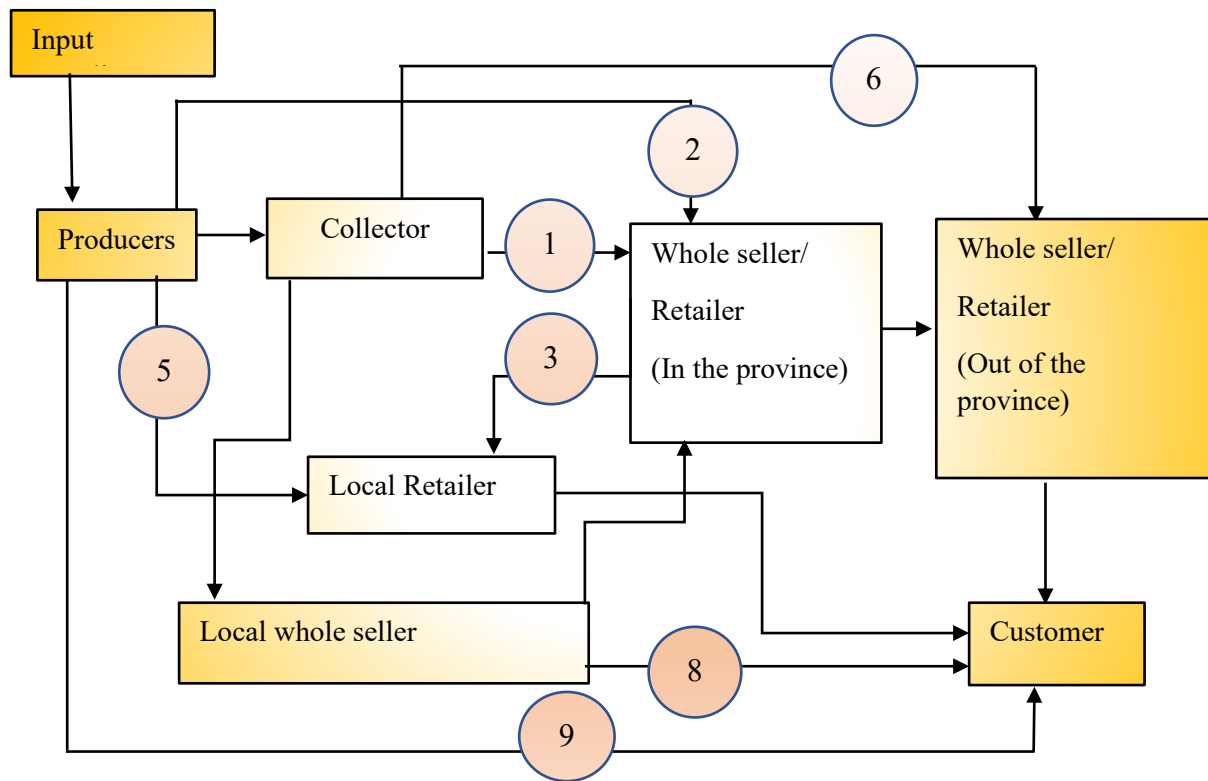 Input
6
2
Producers
Collector
1
Whole seller/
Retailer
(In the province)
Whole seller/
Retailer
(Out of the
province)
5
3
Local Retailer
Local whole seller
8
Customer
9